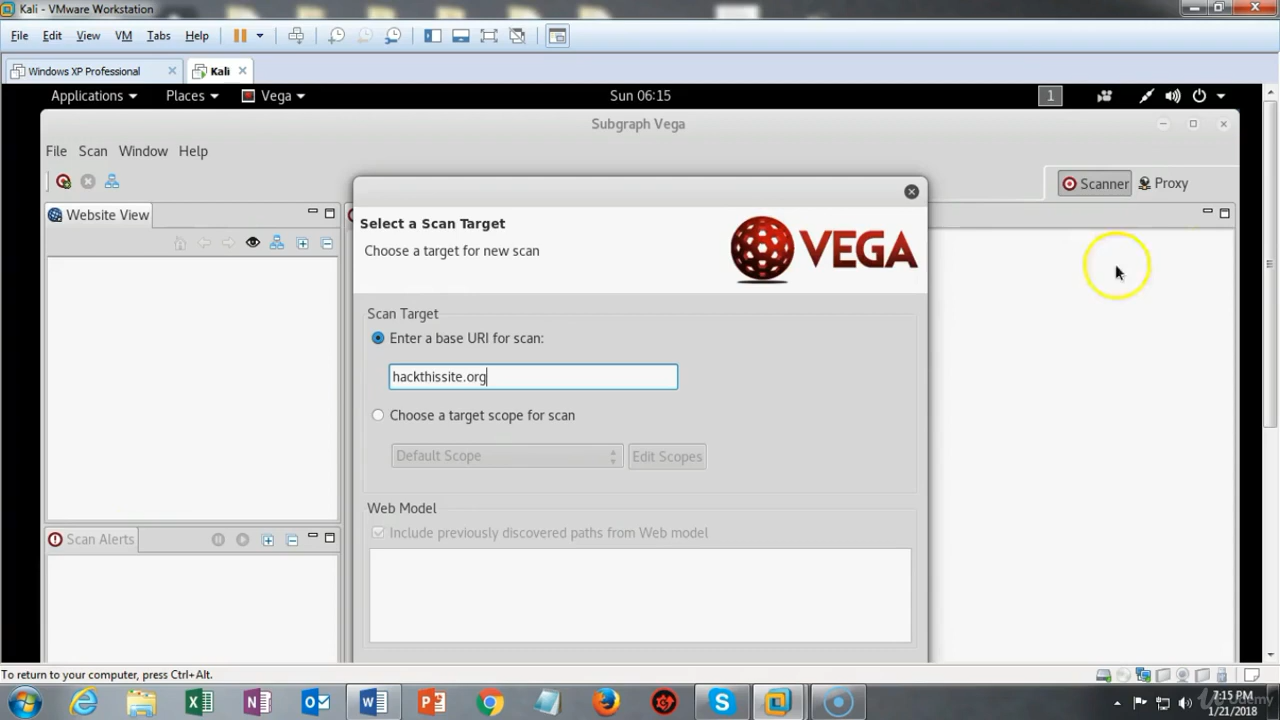 Kali - VMware Workstation
File Edit View VM Tabs Help
Windows XP Professional Kali
Applications Places Vega Sun 06:15 1
Subgraph Vega
File Scan Window Help
Scanner Proxy
Website View
Select a Scan Target
Choose a target for new scan
VEGA
Scan Target
Enter a base URI for scan:
hackthissite.org
Choose a target scope for scan
Default Scope Edit Scopes
Web Model
Include previously discovered paths from Web model
Scan Alerts
To return to your computer, press Ctrl+Alt.
7:15 PM
1/21/2018
Udemy